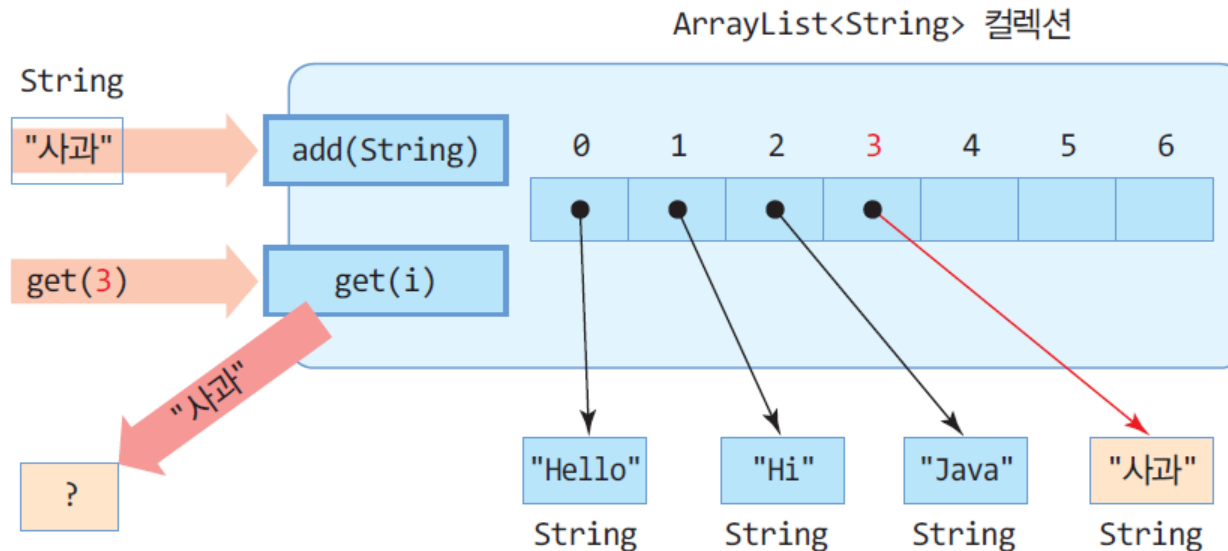 ArrayList<String> 컬렉션
String
"사과"
add(String)
0 1 2 3 4 5 6
get(3)
get(i)
"사과"
?
"Hello" "Hi" "Java" "사과"
String String String String